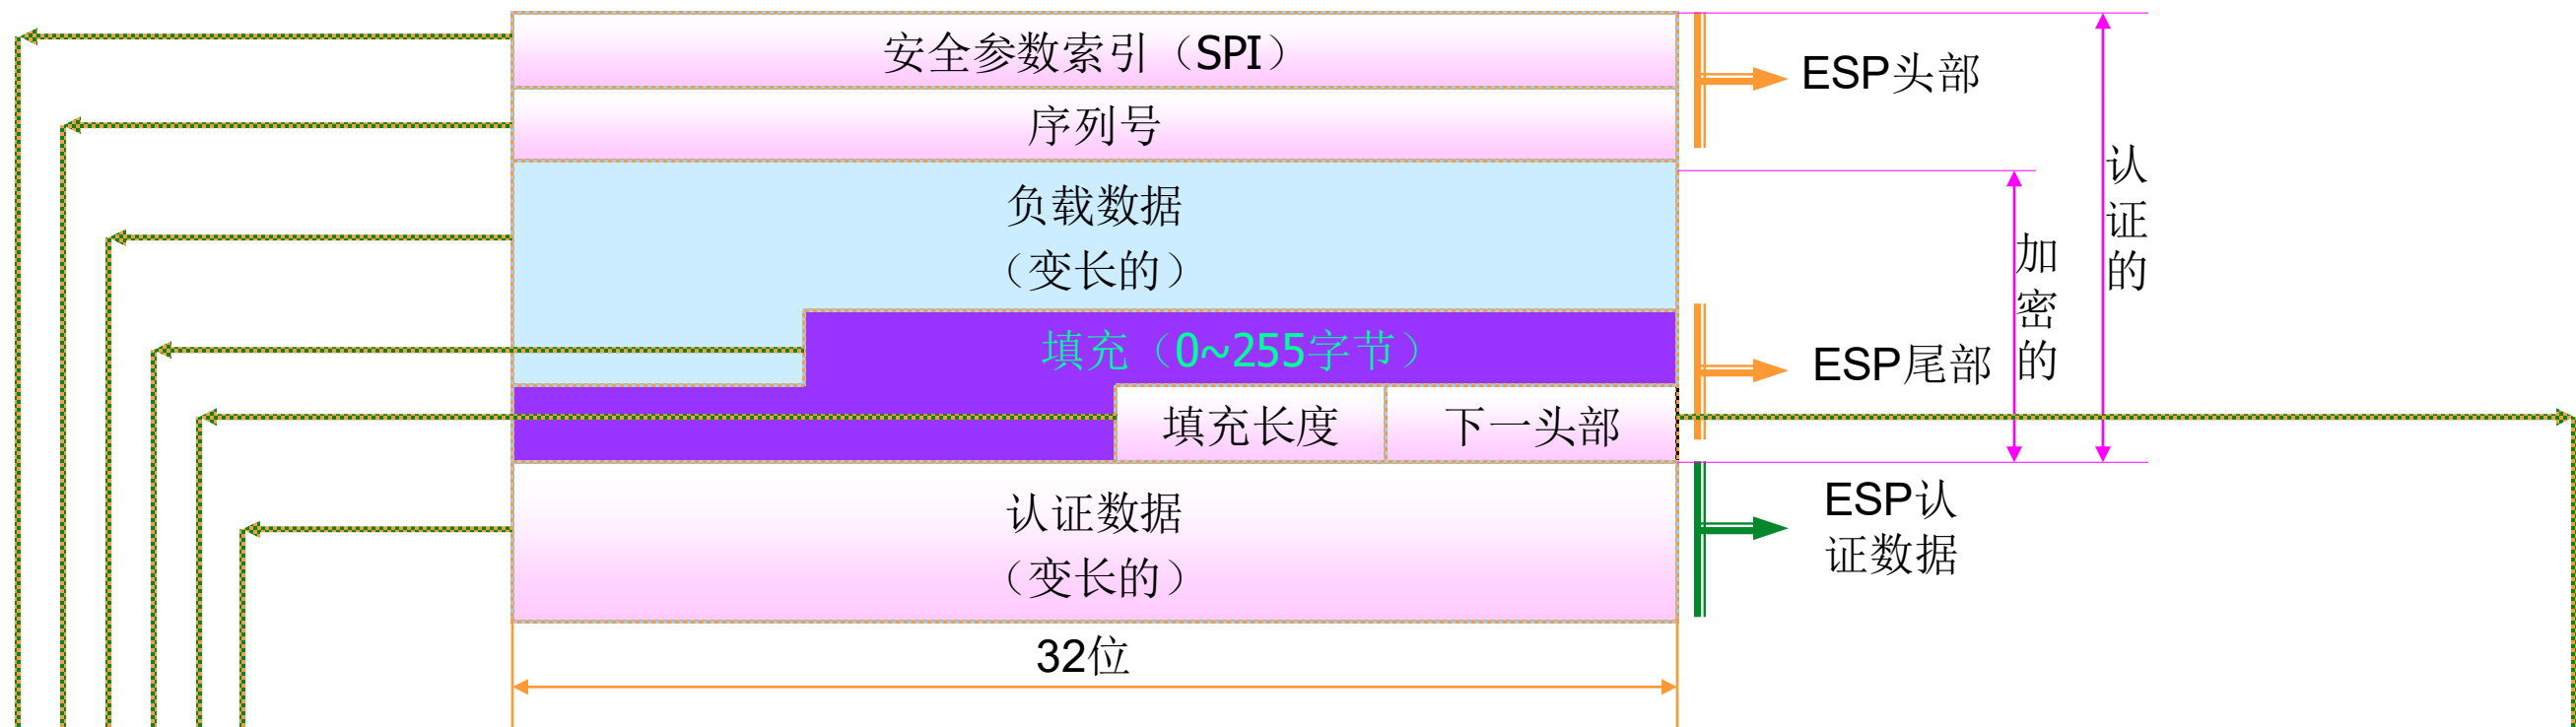 安全参数索引（SPI）
ESP头部
序列号
认证的
负载数据
（变长的）
加密的
填充（0~255字节）
ESP尾部
填充长度
下一头部
认证数据
（变长的）
ESP认
证数据
32位